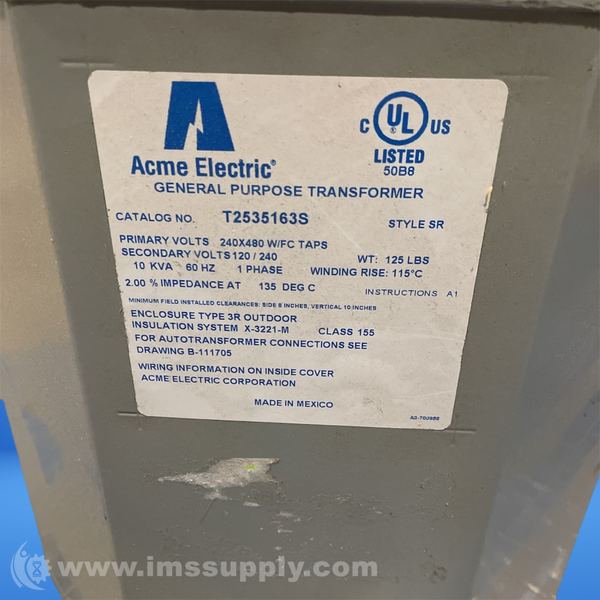 C UL US
LISTED
50B8
Acme Electric®
GENERAL PURPOSE TRANSFORMER
CATALOG NO. T2535163S STYLE SR
PRIMARY VOLTS 240X480 W/FC TAPS
SECONDARY VOLTS 120 / 240 WT: 125 LBS
10 KVA 60 HZ 1 PHASE WINDING RISE: 115°C
2.00 % IMPEDANCE AT 135 DEG C INSTRUCTIONS A1
MINIMUM FIELD INSTALLED CLEARANCES: SIDE 8 INCHES, VERTICAL 10 INCHES
ENCLOSURE TYPE 3R OUTDOOR
INSULATION SYSTEM X-3221-M CLASS 155
FOR AUTOTRANSFORMER CONNECTIONS SEE
DRAWING B-111705
WIRING INFORMATION ON INSIDE COVER
ACME ELECTRIC CORPORATION
MADE IN MEXICO
www.imssupply.com